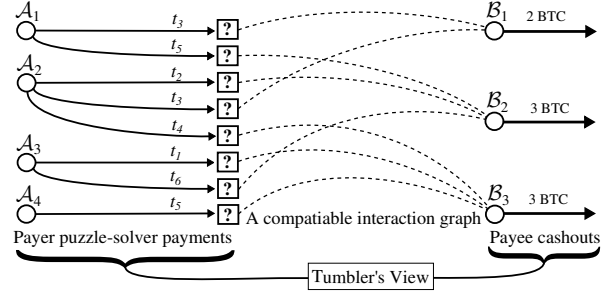 𝒜1
t3
?
ℬ1
2 BTC
t5
?
𝒜2
t2
?
t3
?
ℬ2
3 BTC
t4
?
𝒜3
t1
?
t6
?
𝒜4
t5
?
ℬ3
3 BTC
A compatiable interaction graph
Payer puzzle-solver payments
Payee cashouts
Tumbler's View